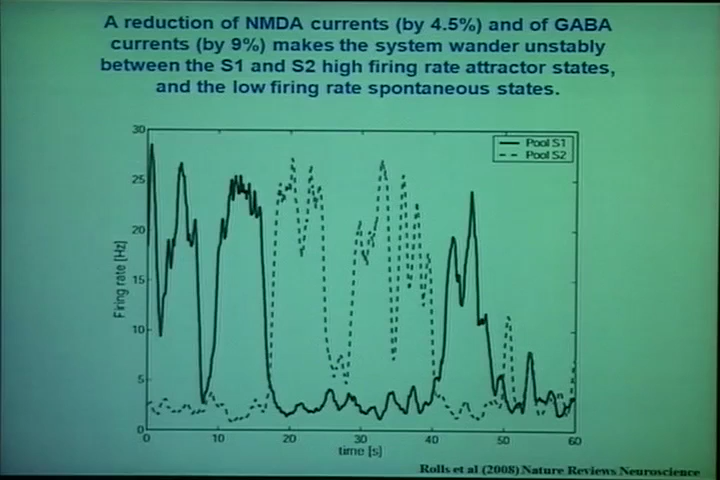 A reduction of NMDA currents (by 4.5%) and of GABA
currents (by 9%) makes the system wander unstably
between the S1 and S2 high firing rate attractor states,
and the low firing rate spontaneous states.
30
25
20
15
10
5
0
Firing rate [Hz]
Pool S1
Pool S2
0 10 20 30 40 50 60
time [s]
Rolls et al (2008) Nature Reviews Neuroscience